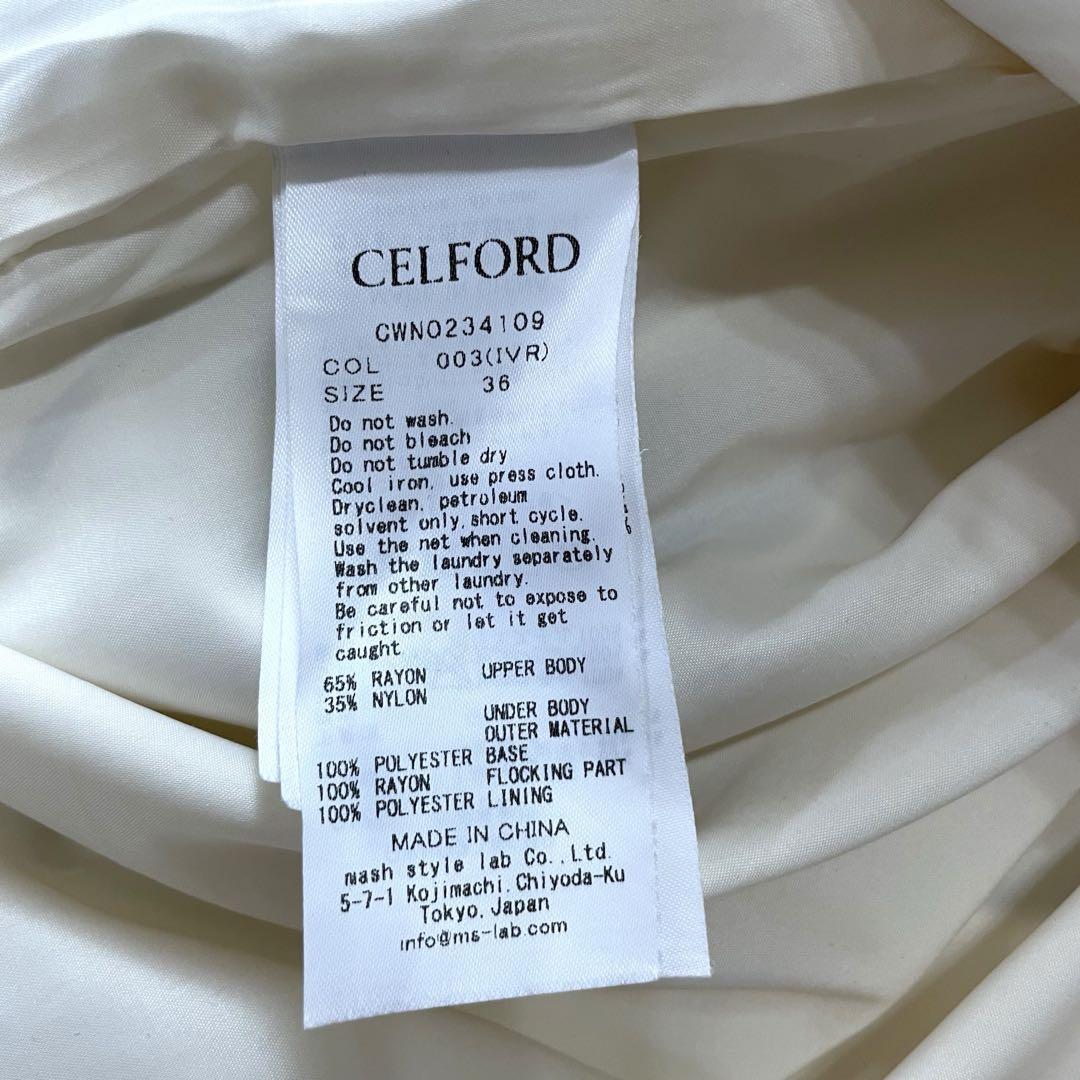 CELFORD
CWNO234109
COL 003(IVR)
SIZE 36
Do not wash.
Do not bleach
Do not tumble dry
Cool iron, use press cloth.
Dryclean, petroleum
solvent only, short cycle.
Use the net when cleaning.
Wash the laundry separately
from other laundry.
Be careful not to expose to
friction or let it get
caught
65% RAYON UPPER BODY
35% NYLON
UNDER BODY
OUTER MATERIAL
100% POLYESTER BASE
100% RAYON FLOCKING PART
100% POLYESTER LINING
MADE IN CHINA
mash style lab Co., Ltd.
5-7-1 Kojimachi, Chiyoda-Ku
Tokyo, Japan
info@ms-lab.com